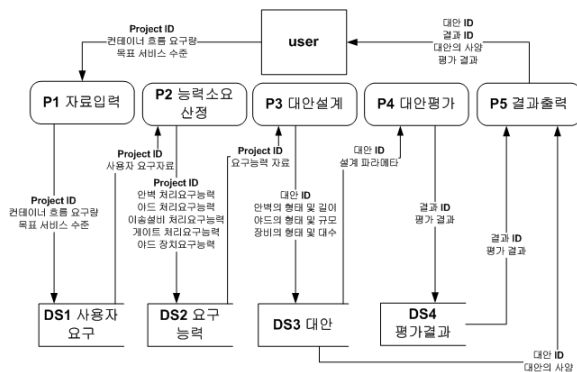 Project ID
컨테이너 흐름 요구량
목표 서비스 수준
user
대안 ID
결과 ID
대안의 사양
평가 결과
P1 자료입력
P2 능력소요
산정
P3 대안설계
P4 대안평가
P5 결과출력
Project ID
사용자 요구자료
Project ID
요구능력 자료
대안 ID
설계 파라메타
Project ID
컨테이너 흐름 요구량
목표 서비스 수준
Project ID
안벽 처리요구능력
야드 처리요구능력
이송설비 처리요구능력
게이트 처리요구능력
야드 장치요구능력
대안 ID
안벽의 형태 및 길이
야드의 형태 및 규모
장비의 형태 및 대수
결과 ID
평가 결과
결과 ID
평가 결과
DS1 사용자
요구
DS2 요구
능력
DS3 대안
DS4
평가결과
대안 ID
대안의 사양